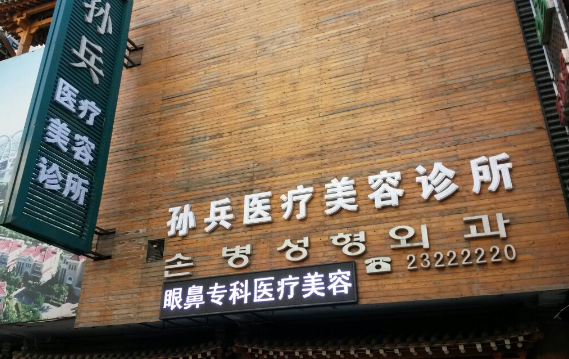 孙兵
医疗
美容
诊所
孙兵医疗美容诊所
손병성형외과
☎23222220
眼鼻专科医疗美容